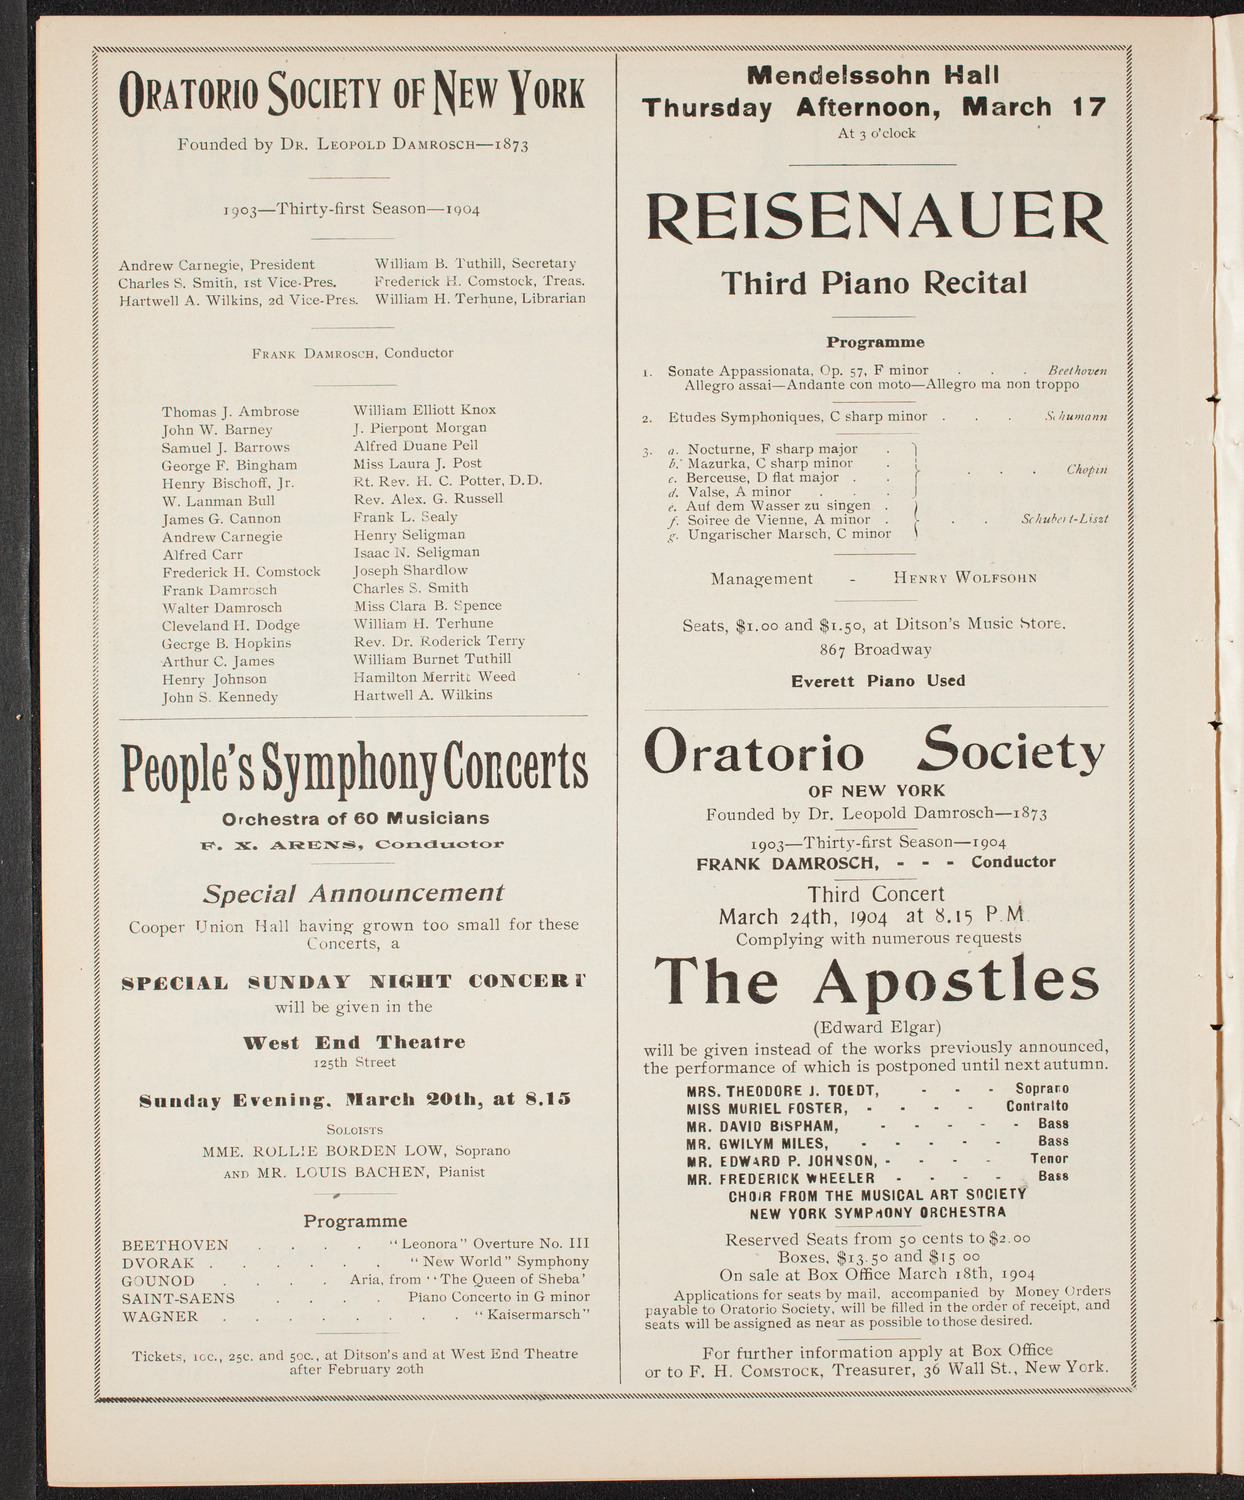 ORATORIO SOCIETY OF NEW YORK
Founded by DR. LEOPOLD DAMROSCH—1873
1903—Thirty-first Season—1904
Andrew Carnegie, President
Charles S. Smith, 1st Vice-Pres.
Hartwell A. Wilkins, 2d Vice-Pres.
William B. Tuthill, Secretary
Frederick H. Comstock, Treas.
William H. Terhune, Librarian
FRANK DAMROSCH, Conductor
Thomas J. Ambrose
John W. Barney
Samuel J. Barrows
George F. Bingham
Henry Bischoff, Jr.
W. Lanman Bull
James G. Cannon
Andrew Carnegie
Alfred Carr
Frederick H. Comstock
Frank Damrosch
Walter Damrosch
Cleveland H. Dodge
George B. Hopkins
Arthur C. James
Henry Johnson
John S. Kennedy
William Elliott Knox
J. Pierpont Morgan
Alfred Duane Pell
Miss Laura J. Post
Rt. Rev. H. C. Potter, D.D.
Rev. Alex. G. Russell
Frank L. Sealy
Henry Seligman
Isaac N. Seligman
Joseph Shardlow
Charles S. Smith
Miss Clara B. Spence
William H. Terhune
Rev. Dr. Roderick Terry
William Burnet Tuthill
Hamilton Merritt Weed
Hartwell A. Wilkins
People's Symphony Concerts
Orchestra of 60 Musicians
F. X. ARENS, Conductor
Special Announcement
Cooper Union Hall having grown too small for these
Concerts, a
SPECIAL SUNDAY NIGHT CONCERT
will be given in the
West End Theatre
125th Street
Sunday Evening, March 20th, at 8.15
SOLOISTS
MME. ROLLIE BORDEN LOW, Soprano
AND MR. LOUIS BACHEN, Pianist
Programme
BEETHOVEN . . . . "Leonora" Overture No. III
DVORAK . . . . . . "New World" Symphony
GOUNOD . . . . Aria, from "The Queen of Sheba'
SAINT-SAENS . . . . Piano Concerto in G minor
WAGNER . . . . . . . . "Kaisermarsch"
Tickets, 10c., 25c. and 50c., at Ditson's and at West End Theatre
after February 20th
Mendelssohn Hall
Thursday Afternoon, March 17
At 3 o'clock
REISENAUER
Third Piano Recital
Programme
1. Sonate Appassionata, Op. 57, F minor . . . Beethoven
Allegro assai—Andante con moto—Allegro ma non troppo
2. Etudes Symphoniques, C sharp minor . . . Schumann
3. a. Nocturne, F sharp major .
b. Mazurka, C sharp minor .
c. Berceuse, D flat major . . . . . Chopin
d. Valse, A minor . . .
e. Auf dem Wasser zu singen .
f. Soiree de Vienne, A minor . . . Schubert-Liszt
g. Ungarischer Marsch, C minor
Management - HENRY WOLFSOHN
Seats, $1.00 and $1.50, at Ditson's Music Store,
867 Broadway
Everett Piano Used
Oratorio Society
OF NEW YORK
Founded by Dr. Leopold Damrosch—1873
1903—Thirty-first Season—1904
FRANK DAMROSCH, - - - Conductor
Third Concert
March 24th, 1904 at 8.15 P.M.
Complying with numerous requests
The Apostles
(Edward Elgar)
will be given instead of the works previously announced,
the performance of which is postponed until next autumn.
MRS. THEODORE J. TOEDT, - - - Soprano
MISS MURIEL FOSTER, - - - - Contralto
MR. DAVID BISPHAM, - - - - - Bass
MR. GWILYM MILES, - - - - - Bass
MR. EDWARD P. JOHNSON, - - - - Tenor
MR. FREDERICK WHEELER - - - - Bass
CHOIR FROM THE MUSICAL ART SOCIETY
NEW YORK SYMPHONY ORCHESTRA
Reserved Seats from 50 cents to $2.00
Boxes, $13.50 and $15 00
On sale at Box Office March 18th, 1904
Applications for seats by mail, accompanied by Money Orders
payable to Oratorio Society, will be filled in the order of receipt, and
seats will be assigned as near as possible to those desired.
For further information apply at Box Office
or to F. H. COMSTOCK, Treasurer, 36 Wall St., New York.